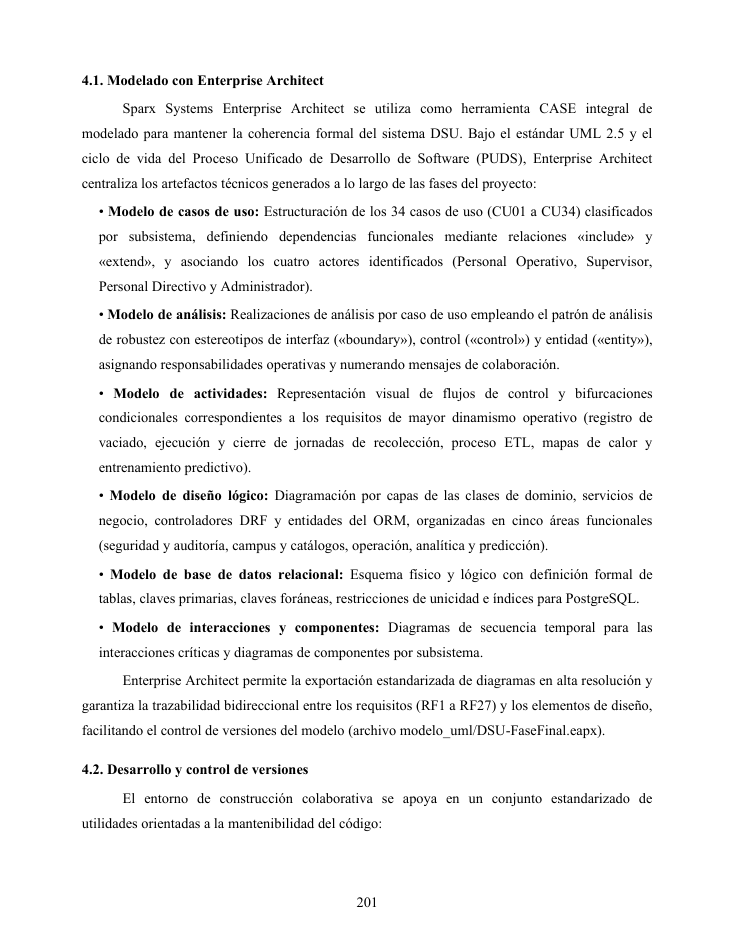 4.1. Modelado con Enterprise Architect
Sparx Systems Enterprise Architect se utiliza como herramienta CASE integral de
modelado para mantener la coherencia formal del sistema DSU. Bajo el estándar UML 2.5 y el
ciclo de vida del Proceso Unificado de Desarrollo de Software (PUDS), Enterprise Architect
centraliza los artefactos técnicos generados a lo largo de las fases del proyecto:
• Modelo de casos de uso: Estructuración de los 34 casos de uso (CU01 a CU34) clasificados
por subsistema, definiendo dependencias funcionales mediante relaciones «include» y
«extend», y asociando los cuatro actores identificados (Personal Operativo, Supervisor,
Personal Directivo y Administrador).
• Modelo de análisis: Realizaciones de análisis por caso de uso empleando el patrón de análisis
de robustez con estereotipos de interfaz («boundary»), control («control») y entidad («entity»),
asignando responsabilidades operativas y numerando mensajes de colaboración.
• Modelo de actividades: Representación visual de flujos de control y bifurcaciones
condicionales correspondientes a los requisitos de mayor dinamismo operativo (registro de
vaciado, ejecución y cierre de jornadas de recolección, proceso ETL, mapas de calor y
entrenamiento predictivo).
• Modelo de diseño lógico: Diagramación por capas de las clases de dominio, servicios de
negocio, controladores DRF y entidades del ORM, organizadas en cinco áreas funcionales
(seguridad y auditoría, campus y catálogos, operación, analítica y predicción).
• Modelo de base de datos relacional: Esquema físico y lógico con definición formal de
tablas, claves primarias, claves foráneas, restricciones de unicidad e índices para PostgreSQL.
• Modelo de interacciones y componentes: Diagramas de secuencia temporal para las
interacciones críticas y diagramas de componentes por subsistema.
Enterprise Architect permite la exportación estandarizada de diagramas en alta resolución y
garantiza la trazabilidad bidireccional entre los requisitos (RF1 a RF27) y los elementos de diseño,
facilitando el control de versiones del modelo (archivo modelo_uml/DSU-FaseFinal.eapx).
4.2. Desarrollo y control de versiones
El entorno de construcción colaborativa se apoya en un conjunto estandarizado de
utilidades orientadas a la mantenibilidad del código:
201